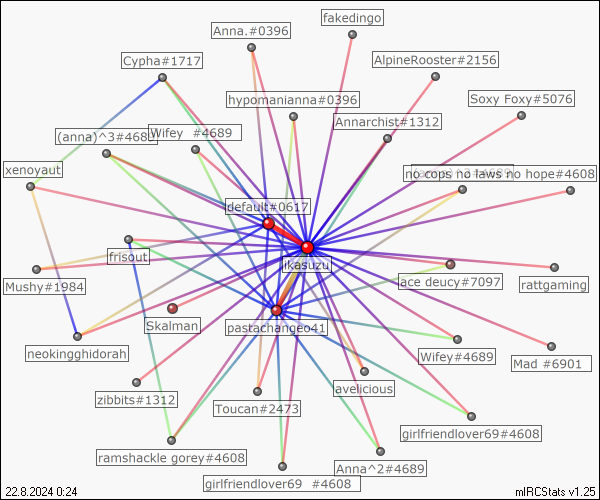 fakedingo
Anna.#0396
Cypha#1717
AlpineRooster#2156
hypomanianna#0396
Soxy Foxy#5076
Annarchist#1312
(anna)^3#4689
Wifey #4689
xenoyaut
no cops no laws no hope#4608
default#0617
frisout
likasuzu
Mushy#1984
ace deucy#7097
rattgaming
Skalman
pastachangeo41
neokingghidorah
Wifey#4689
Mad #6901
avelicious
zibbits#1312
Toucan#2473
girlfriendlover69#4608
ramshackle gorey#4608
Anna^2#4689
girlfriendlover69 #4608
22.8.2024 0:24
mIRCStats v1.25